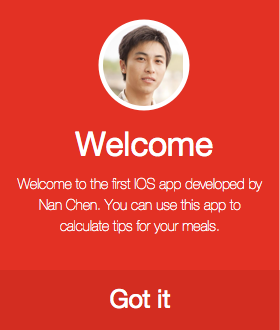 Welcome
Welcome to the first IOS app developed by
Nan Chen. You can use this app to
calculate tips for your meals.
Got it